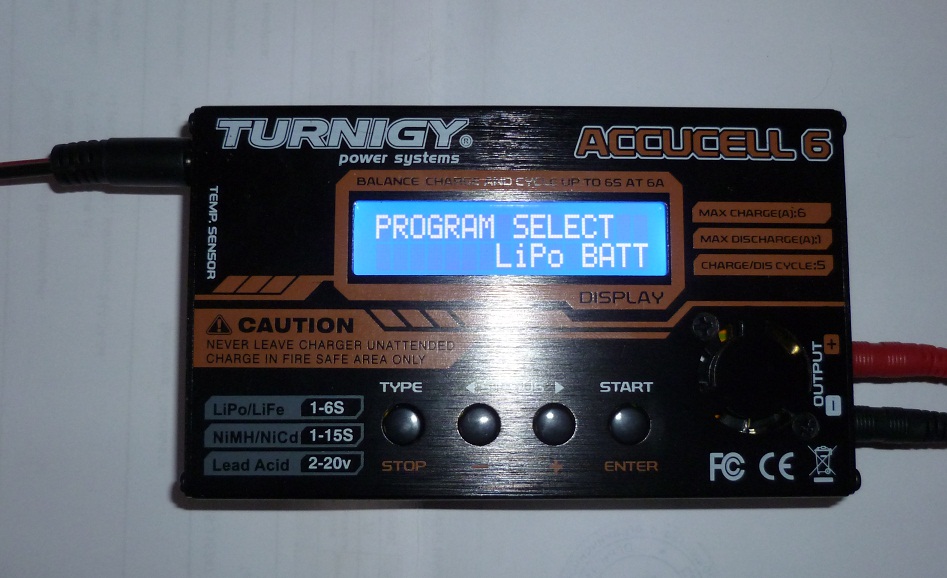 TURNIGY®
power systems
ACCUCELL 6
BALANCE CHARGE AND CYCLE UP TO 6S AT 6A
TEMP. SENSOR
PROGRAM SELECT
LiPo BATT
MAX CHARGE(A):6
MAX DISCHARGE(A):1
CHARGE/DIS CYCLE:5
DISPLAY
CAUTION
NEVER LEAVE CHARGER UNATTENDED
CHARGE IN FIRE SAFE AREA ONLY
OUTPUT
+
-
LiPo/LiFe 1-6S
NiMH/NiCd 1-15S
Lead Acid 2-20v
TYPE
START
STOP
-
+
ENTER
FC CE